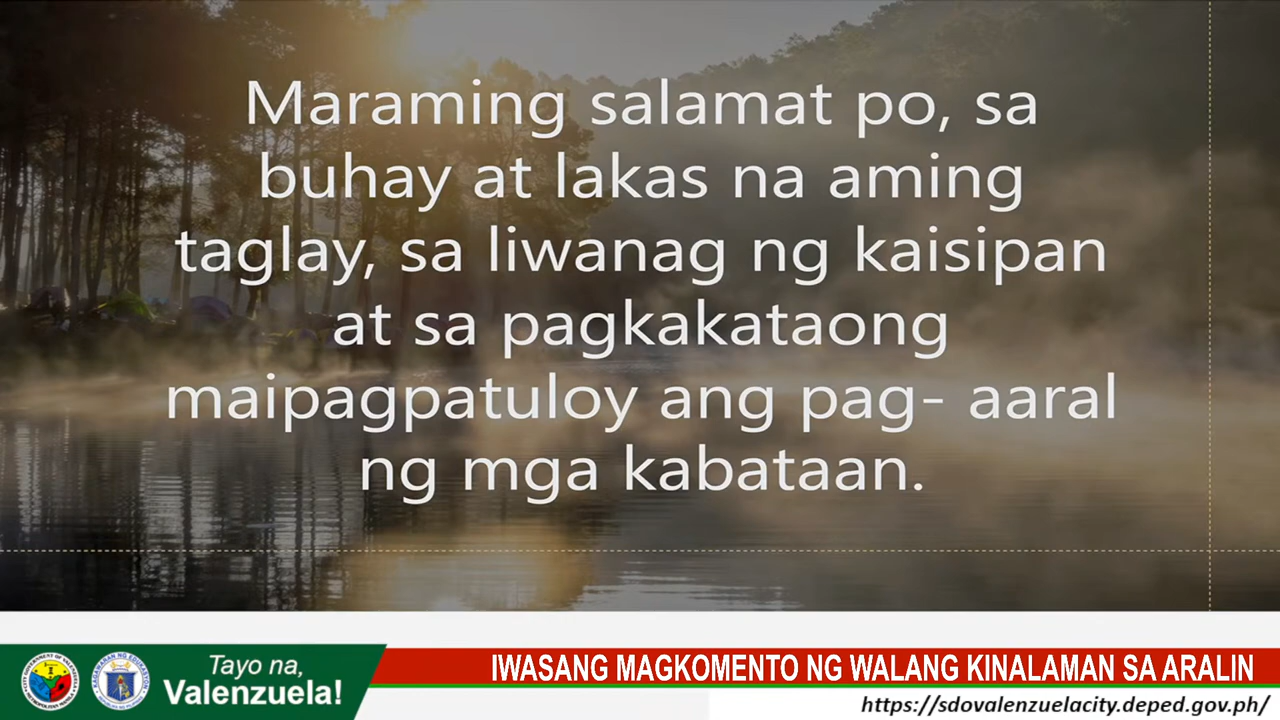 Maraming salamat po, sa
buhay at lakas na aming
taglay, sa liwanag ng kaisipan
at sa pagkakataong
maipagpatuloy ang pag- aaral
ng mga kabataan.
Tayo na,
Valenzuela!
IWASANG MAGKOMENTO NG WALANG KINALAMAN SA ARALIN
https://sdovalenzuelacity.deped.gov.ph/